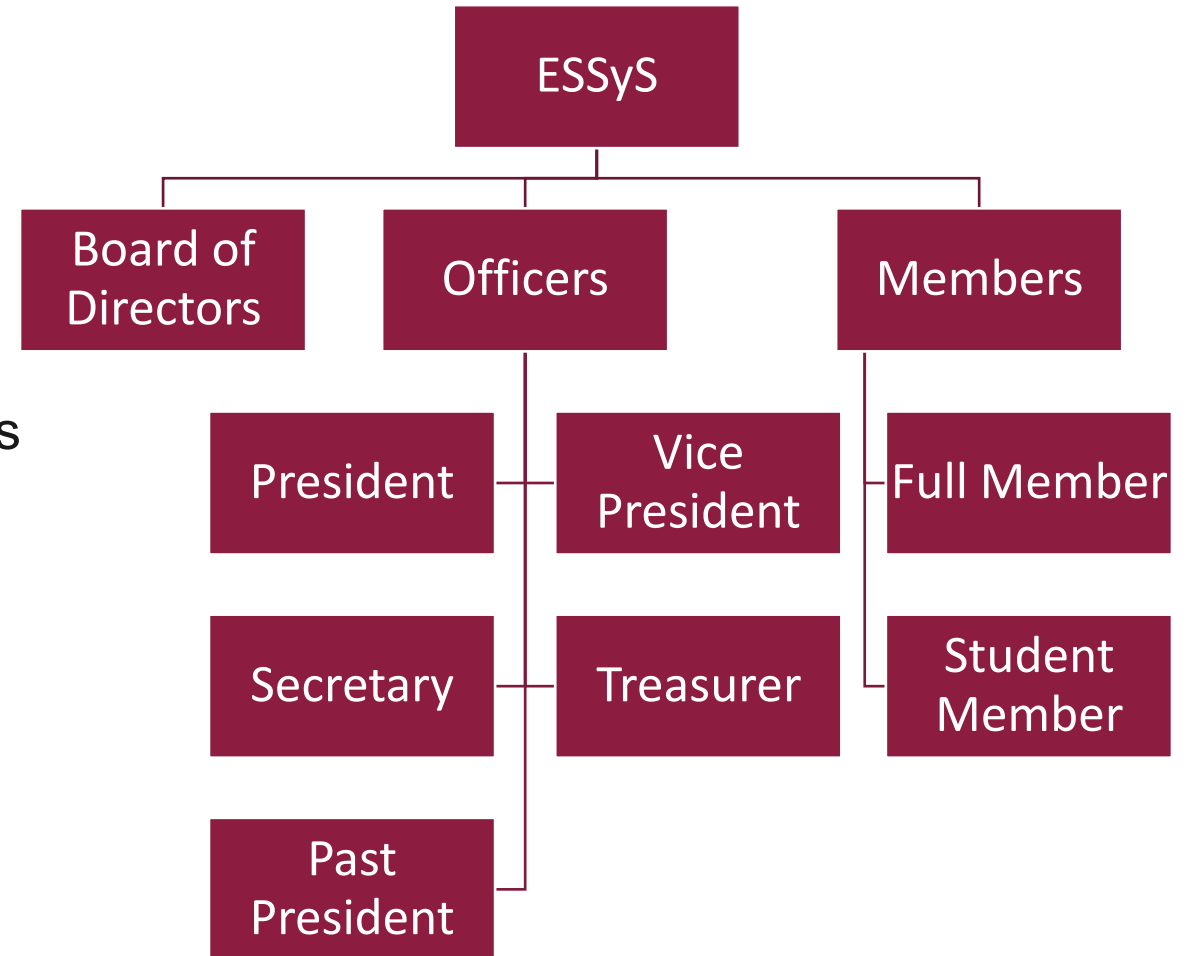 ESSyS
Board of
Directors
Officers
Members
s
President
Vice
President
Full Member
Secretary
Treasurer
Student
Member
Past
President